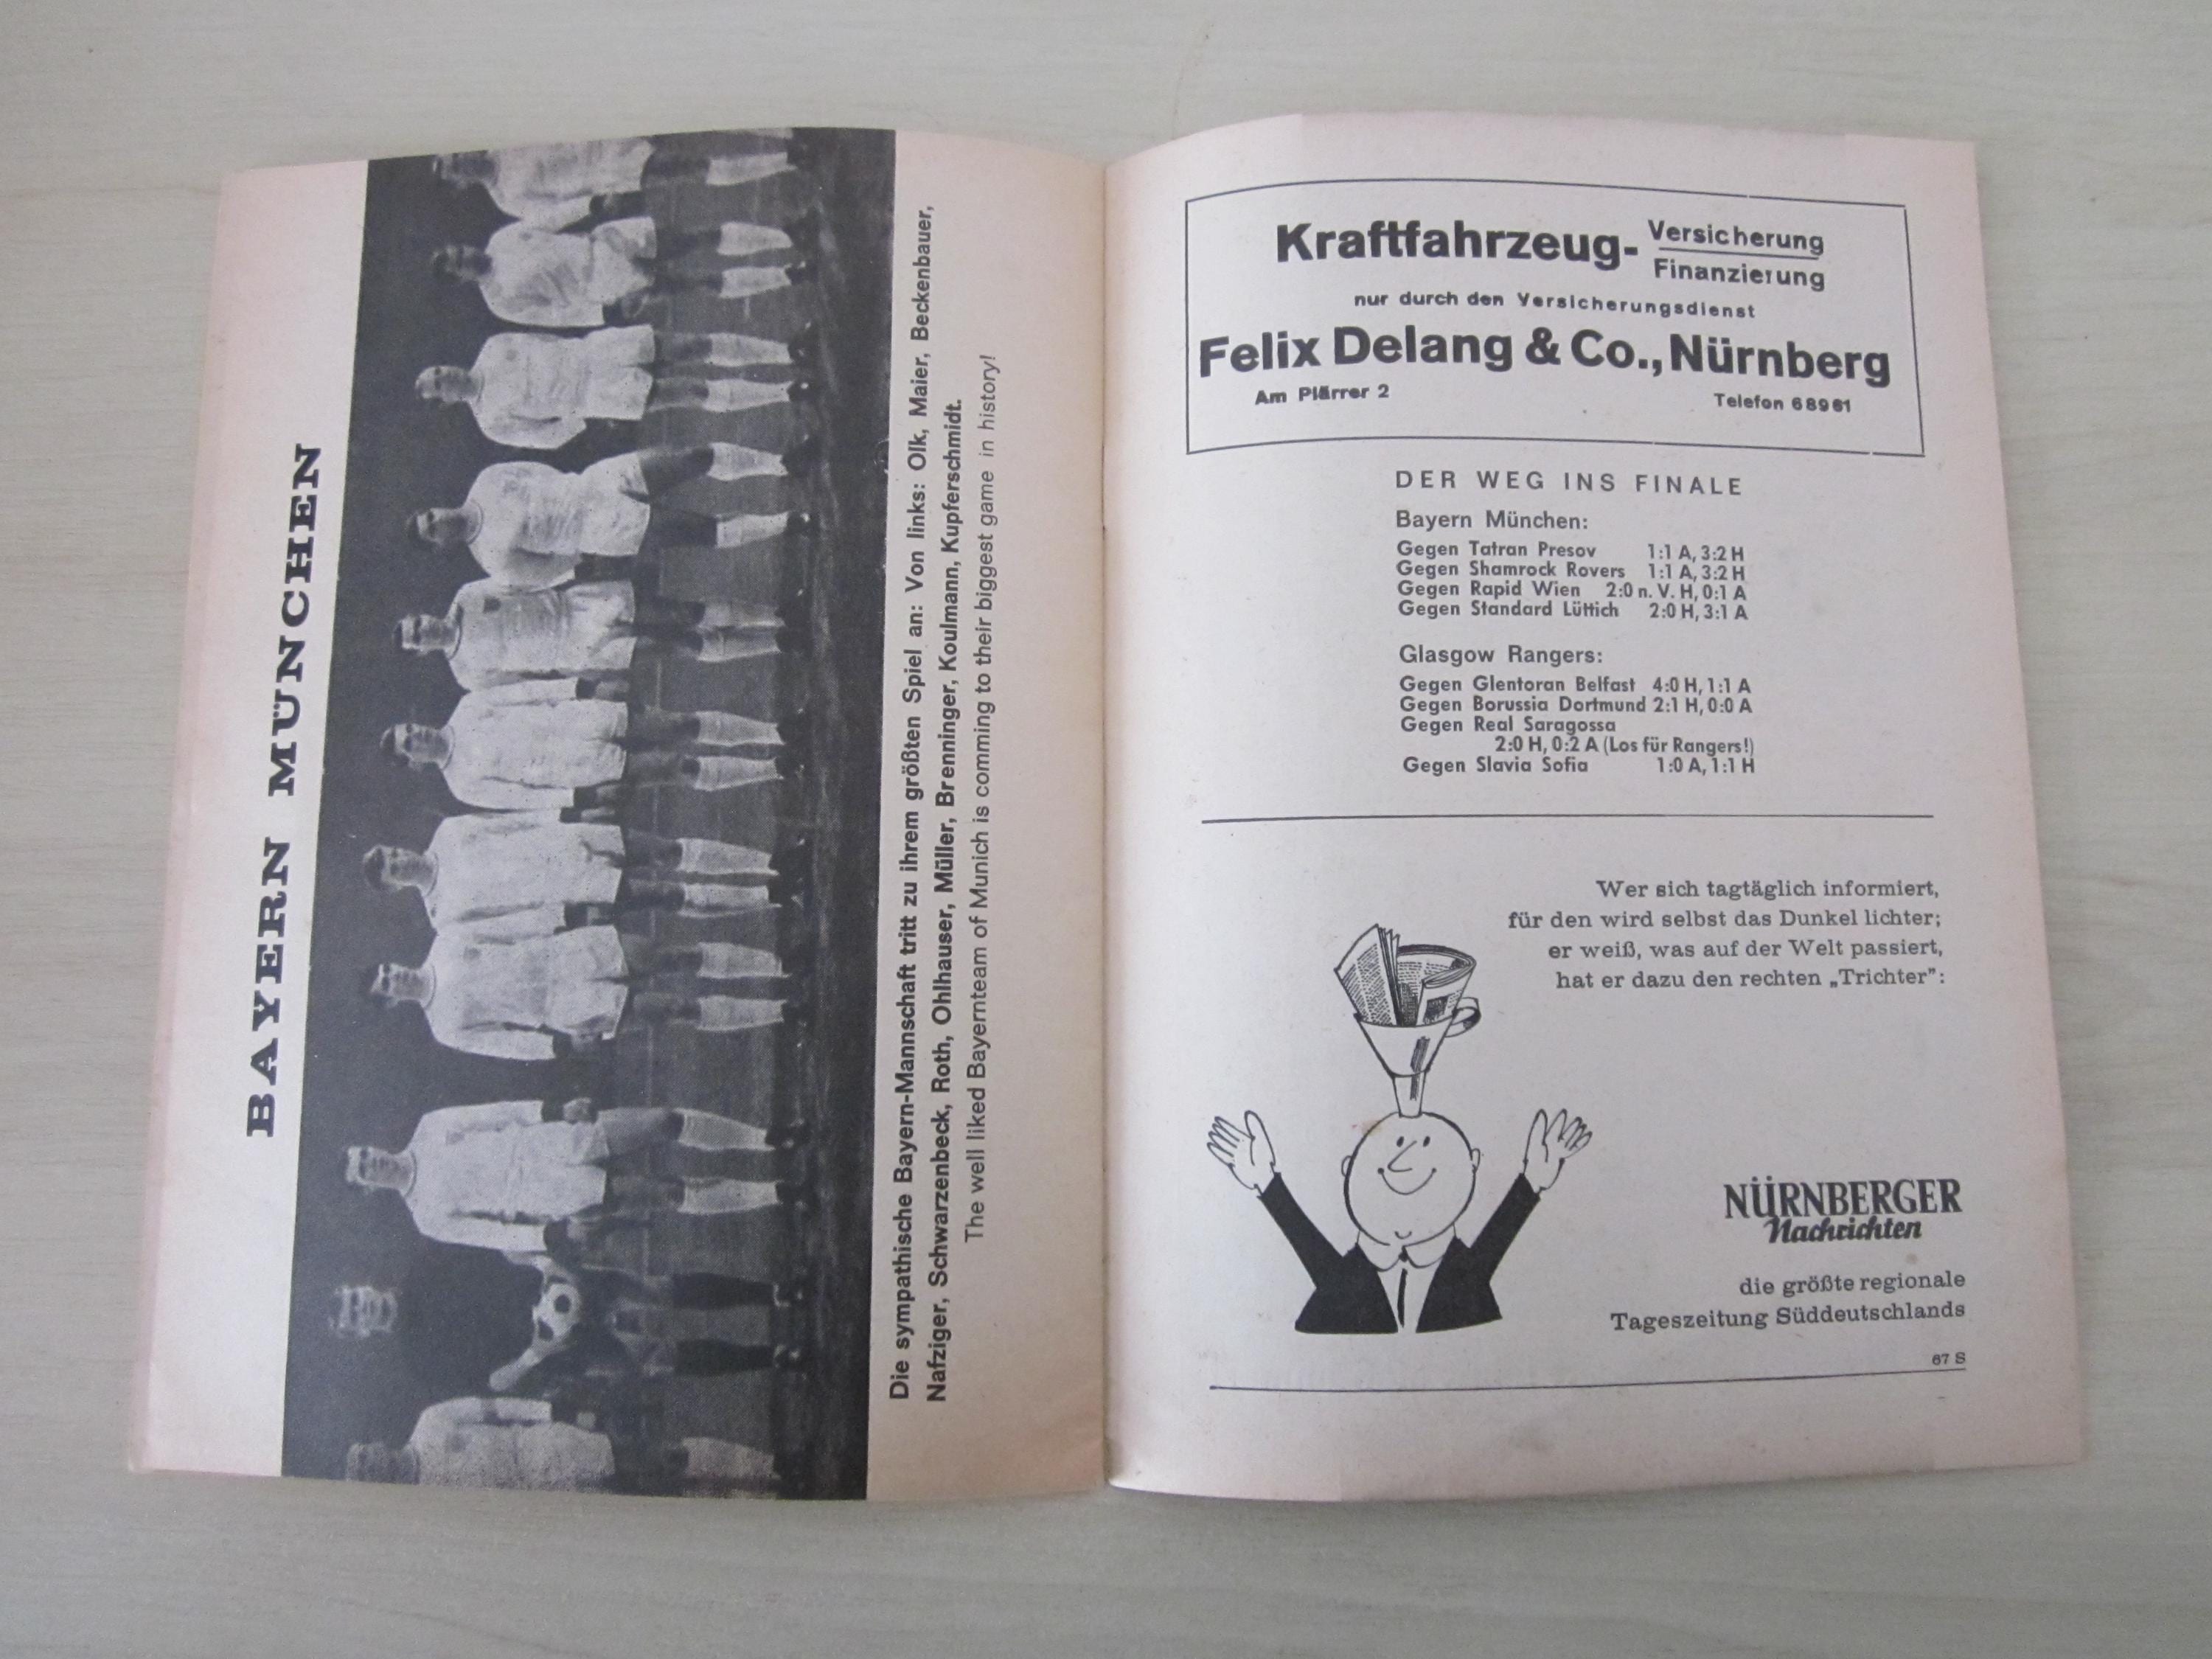 BAYERN MÜNCHEN
Die sympathische Bayern-Mannschaft tritt zu ihrem größten Spiel an: Von links: Olk, Maier, Beckenbauer,
Nafziger, Schwarzenbeck, Roth, Ohlhauser, Müller, Brenninger, Koulmann, Kupferschmidt.
The well liked Bayernteam of Munich is comming to their biggest game in history!
Kraftfahrzeug- Versicherung
Finanzierung
nur durch den Versicherungsdienst
Felix Delang & Co., Nürnberg
Am Plärrer 2 Telefon 68961
DER WEG INS FINALE
Bayern München:
Gegen Tatran Presov 1:1 A, 3:2 H
Gegen Shamrock Rovers 1:1 A, 3:2 H
Gegen Rapid Wien 2:0 n. V. H, 0:1 A
Gegen Standard Lüttich 2:0 H, 3:1 A
Glasgow Rangers:
Gegen Glentoran Belfast 4:0 H, 1:1 A
Gegen Borussia Dortmund 2:1 H, 0:0 A
Gegen Real Saragossa
2:0 H, 0:2 A (Los für Rangers!)
Gegen Slavia Sofia 1:0 A, 1:1 H
Wer sich tagtäglich informiert,
für den wird selbst das Dunkel lichter;
er weiß, was auf der Welt passiert,
hat er dazu den rechten „Trichter”:
NÜRNBERGER
Nachrichten
die größte regionale
Tageszeitung Süddeutschlands
67 S